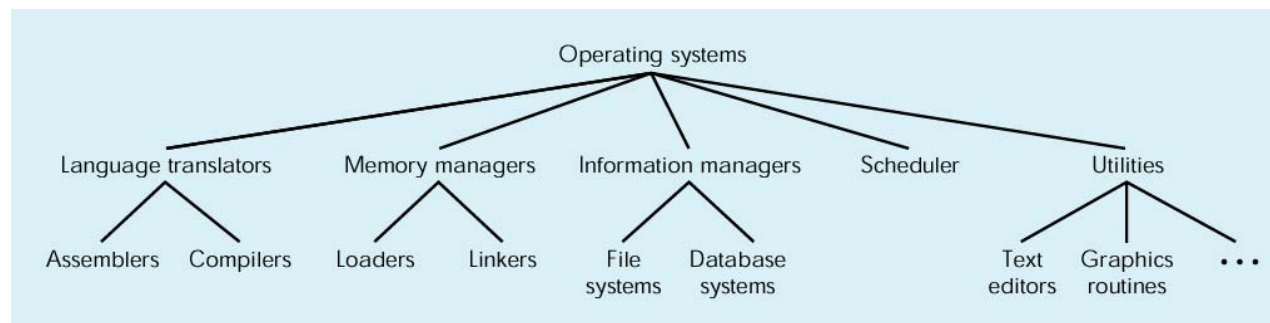 Operating systems
Language translators
Memory managers
Information managers
Scheduler
Utilities
Assemblers
Compilers
Loaders
Linkers
File
systems
Database
systems
Text
editors
Graphics
routines
• • •